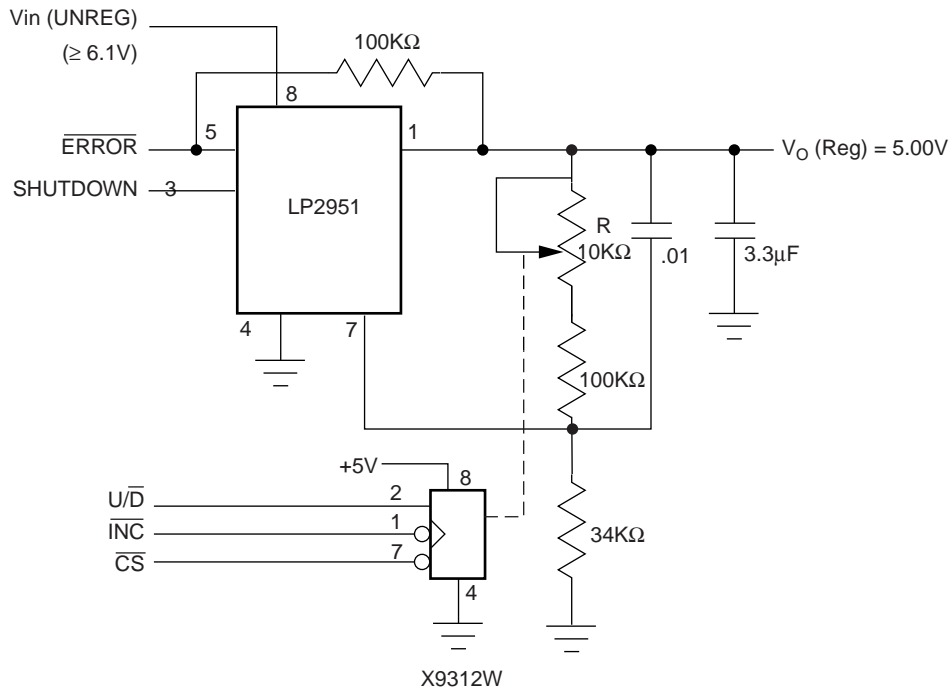 Vin (UNREG)
(≥ 6.1V)
100KΩ
8
ERROR
5
1
V_O (Reg) = 5.00V
SHUTDOWN
3
LP2951
R
10KΩ
.01
3.3μF
4
7
100KΩ
+5V
8
U/D
2
INC
1
CS
7
34KΩ
4
X9312W